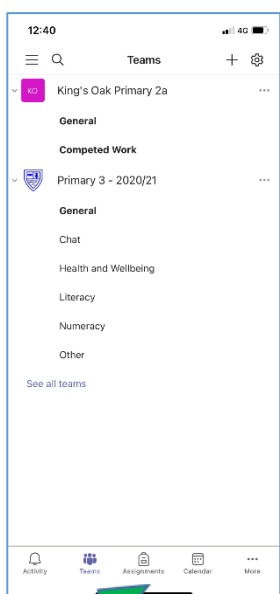 12:40 4G
Teams
KO King's Oak Primary 2a
General
Competed Work
Primary 3 - 2020/21
General
Chat
Health and Wellbeing
Literacy
Numeracy
Other
See all teams
Activity Teams Assignments Calendar More